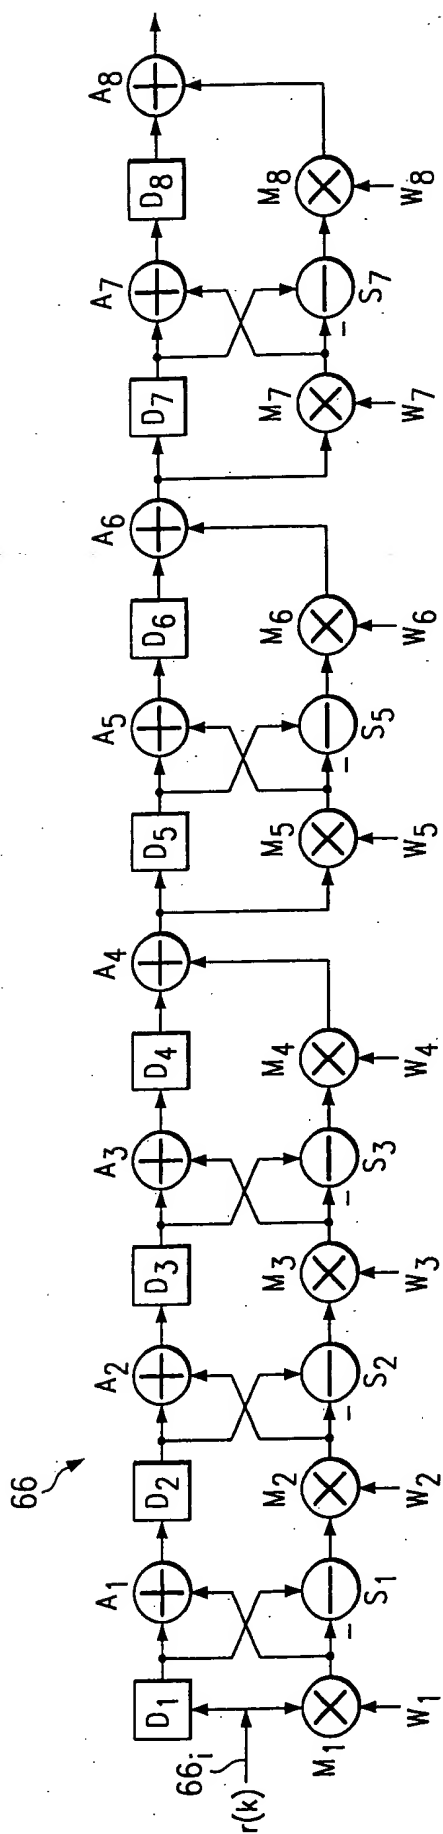 66
A1 A2 A3 A4 A5 A6 A7 A8
D1 D2 D3 D4 D5 D6 D7 D8
66i
r(k)
M1 M2 M3 M4 M5 M6 M7 M8
S1 S2 S3 S5 S7
W1 W2 W3 W4 W5 W6 W7 W8